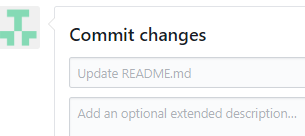 Commit changes
Update README.md
Add an optional extended description...